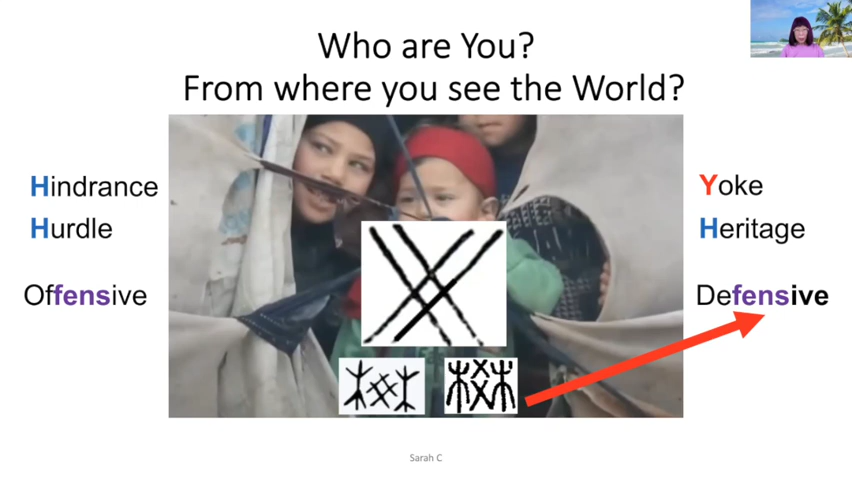 Who are You?
From where you see the World?
Hindrance
Hurdle
Offensive
Yoke
Heritage
Defensive
Sarah C